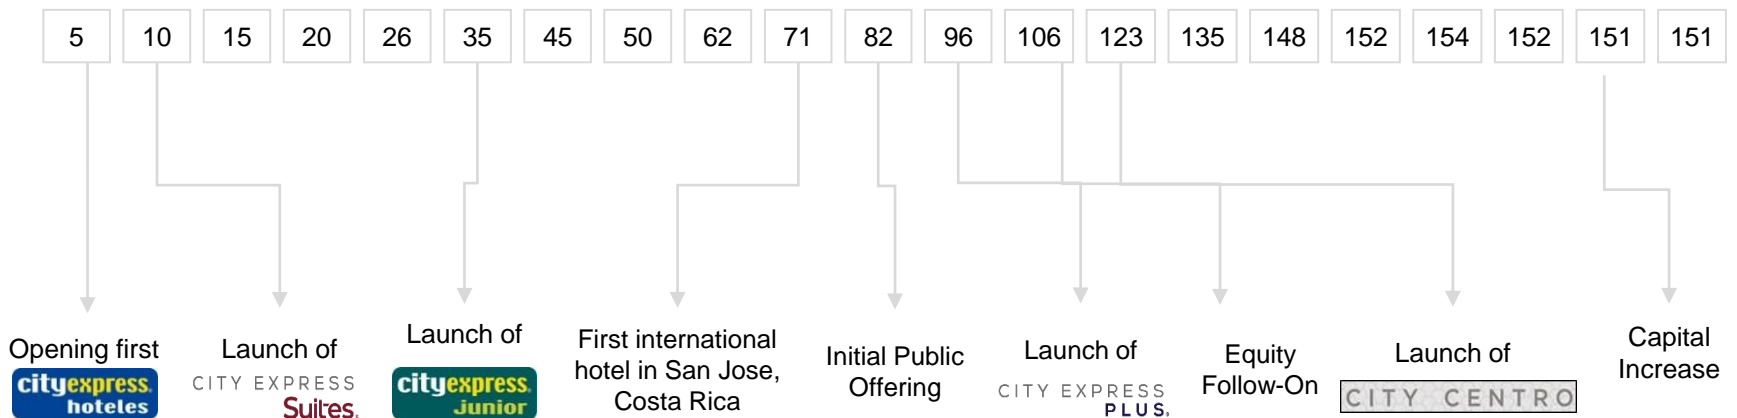 5 10 15 20 26 35 45 50 62 71 82 96 106 123 135 148 152 154 152 151 151
Opening first
cityexpress.
hoteles
Launch of
CITY EXPRESS
Suites.
Launch of
cityexpress.
junior
First international
hotel in San Jose,
Costa Rica
Initial Public
Offering
Launch of
CITY EXPRESS
PLUS.
Equity
Follow-On
Launch of
CITY CENTRO
Capital
Increase